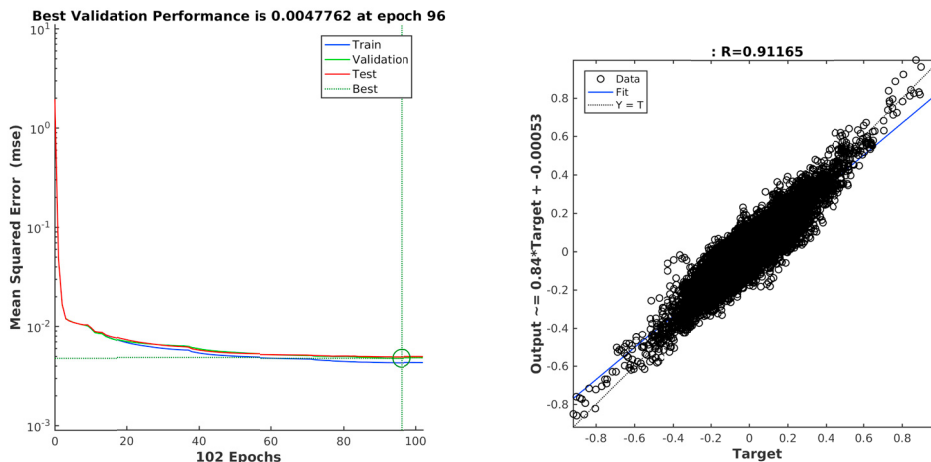 Best Validation Performance is 0.0047762 at epoch 96
10^1
10^0
10^-1
10^-2
10^-3
Mean Squared Error (mse)
Train
Validation
Test
Best
0
20
40
60
80
100
102 Epochs
: R=0.91165
Output ~= 0.84*Target + -0.00053
Data
Fit
Y = T
0.8
0.6
0.4
0.2
0
-0.2
-0.4
-0.6
-0.8
-0.8
-0.6
-0.4
-0.2
0
0.2
0.4
0.6
0.8
Target